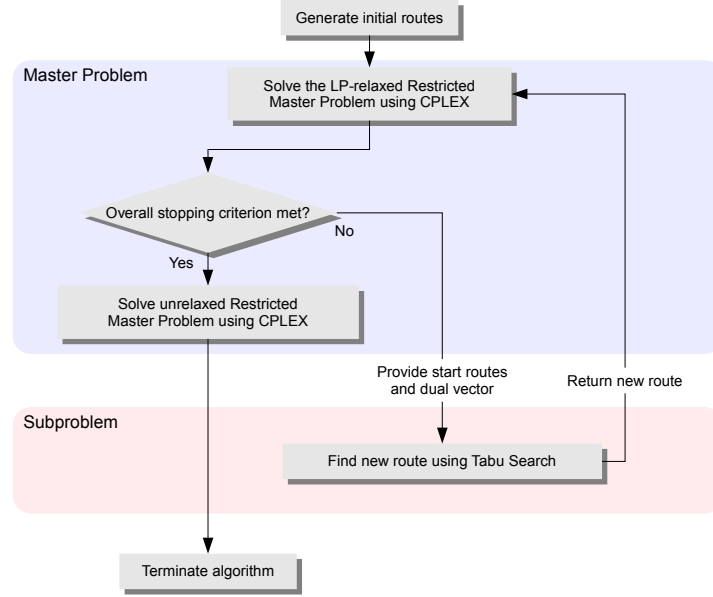 Generate initial routes
Master Problem
Solve the LP-relaxed Restricted
Master Problem using CPLEX
Overall stopping criterion met?
No
Yes
Solve unrelaxed Restricted
Master Problem using CPLEX
Provide start routes
and dual vector
Return new route
Subproblem
Find new route using Tabu Search
Terminate algorithm